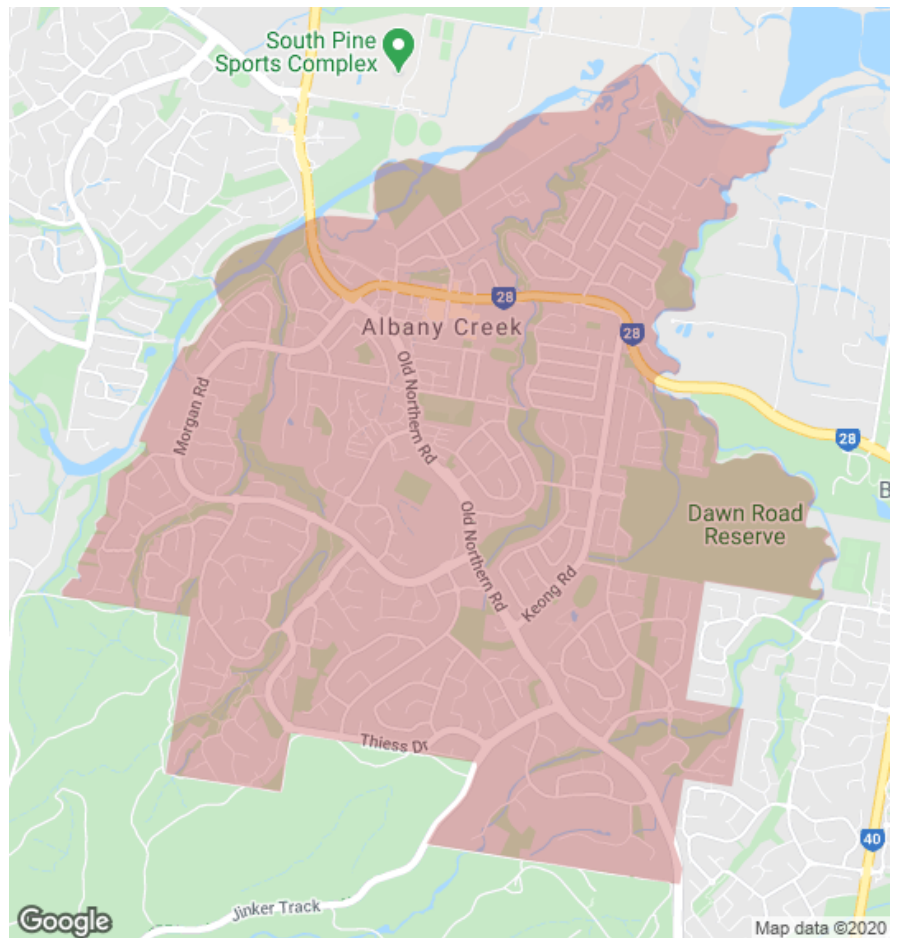 South Pine
Sports Complex
28
Albany Creek
28
Old Northern Rd
Morgan Rd
28
B
Dawn Road
Reserve
Old Northern Rd
Keong Rd
Thiess Dr
40
Jinker Track
Google
Map data ©2020